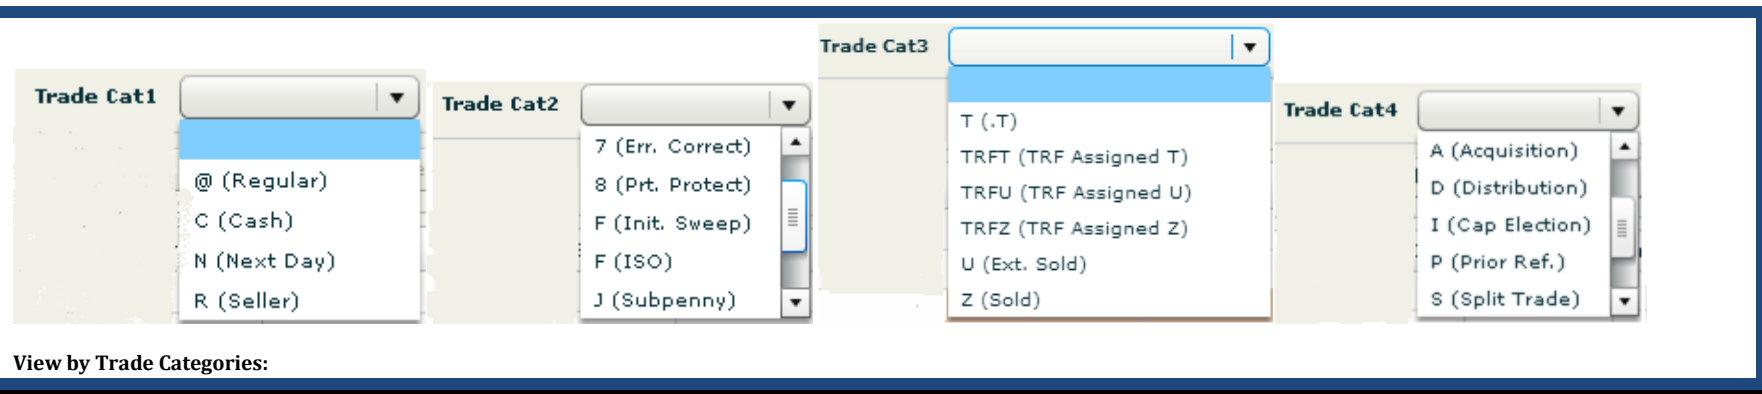 Trade Cat1
@ (Regular)
C (Cash)
N (Next Day)
R (Seller)
Trade Cat2
7 (Err. Correct)
8 (Prt. Protect)
F (Init. Sweep)
F (ISO)
J (Subpenny)
Trade Cat3
T (.T)
TRFT (TRF Assigned T)
TRFU (TRF Assigned U)
TRFZ (TRF Assigned Z)
U (Ext. Sold)
Z (Sold)
Trade Cat4
A (Acquisition)
D (Distribution)
I (Cap Election)
P (Prior Ref.)
S (Split Trade)
View by Trade Categories: